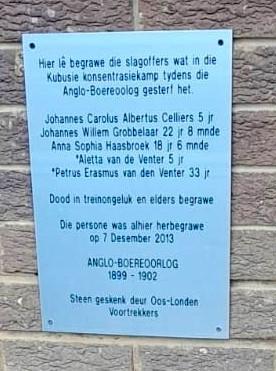 Hier lê begrawe die slagoffers wat in die
Kubusie konsentrasiekamp tydens die
Anglo-Boereoolog gesterf het.
Johannes Carolus Albertus Celliers 5 jr
Johannes Willem Grobbelaar 22 jr 8 mnde
Anna Sophia Haasbroek 18 jr 6 mnde
*Aletta van de Venter 5 jr
*Petrus Erasmus van den Venter 33 jr
Dood in treinongeluk en elders begrawe
Die persone was alhier herbegrawe
op 7 Desember 2013
ANGLO-BOEREOORLOG
1899 - 1902
Steen geskenk deur Oos-Londen
Voortrekkers